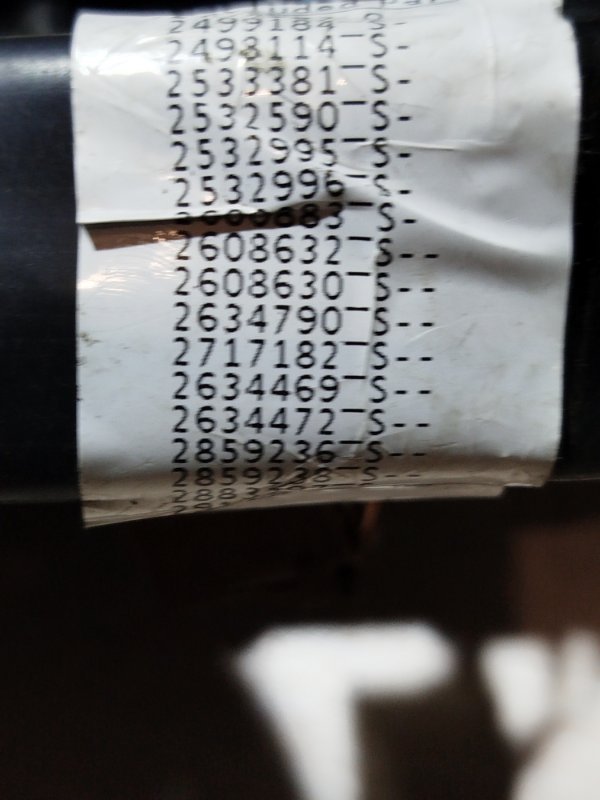 2499184 S-
2498114¯S-
2533381¯S-
2532590¯S-
2532995¯S-
2532996¯S-
S-
2608632¯S--
2608630¯S--
2634790¯S--
2717182¯S--
2634469¯S--
2634472¯S--
2859236¯S--